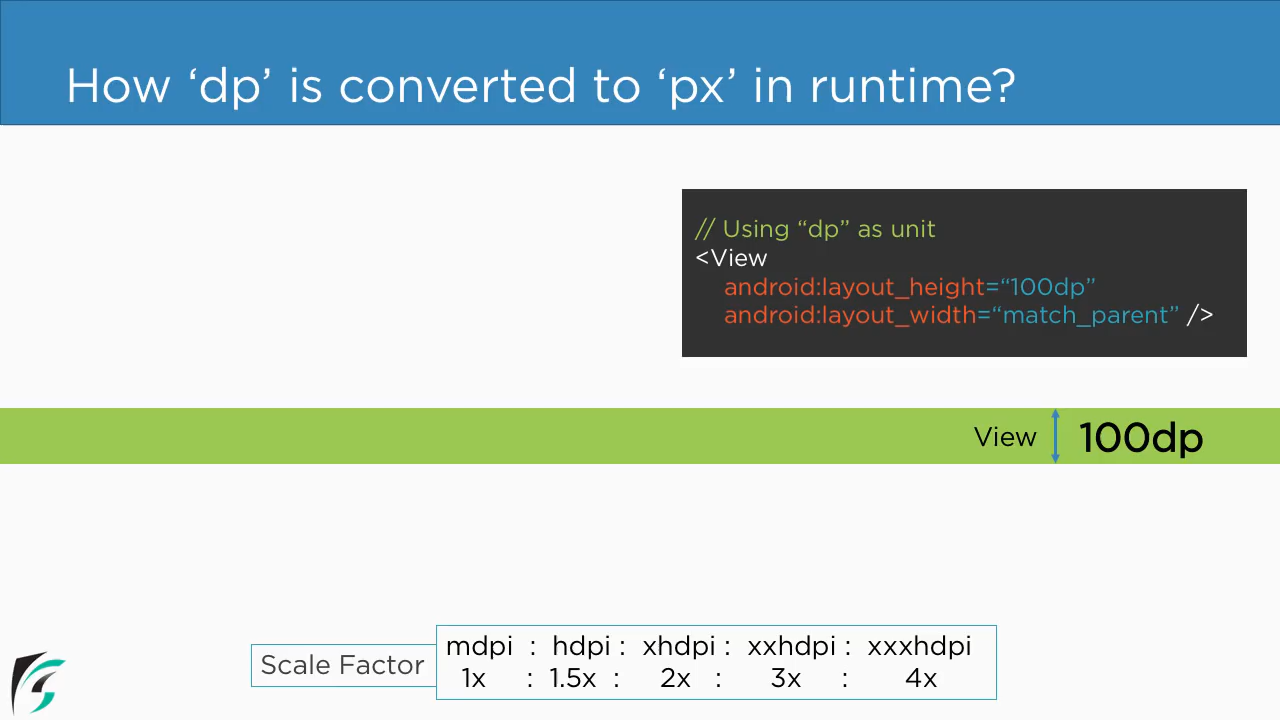 How ‘dp’ is converted to ‘px’ in runtime?
// Using “dp” as unit
<View
android:layout_height=“100dp”
android:layout_width=“match_parent” />
View 100dp
Scale Factor
mdpi : hdpi : xhdpi : xxhdpi : xxxhdpi
1x : 1.5x : 2x : 3x : 4x